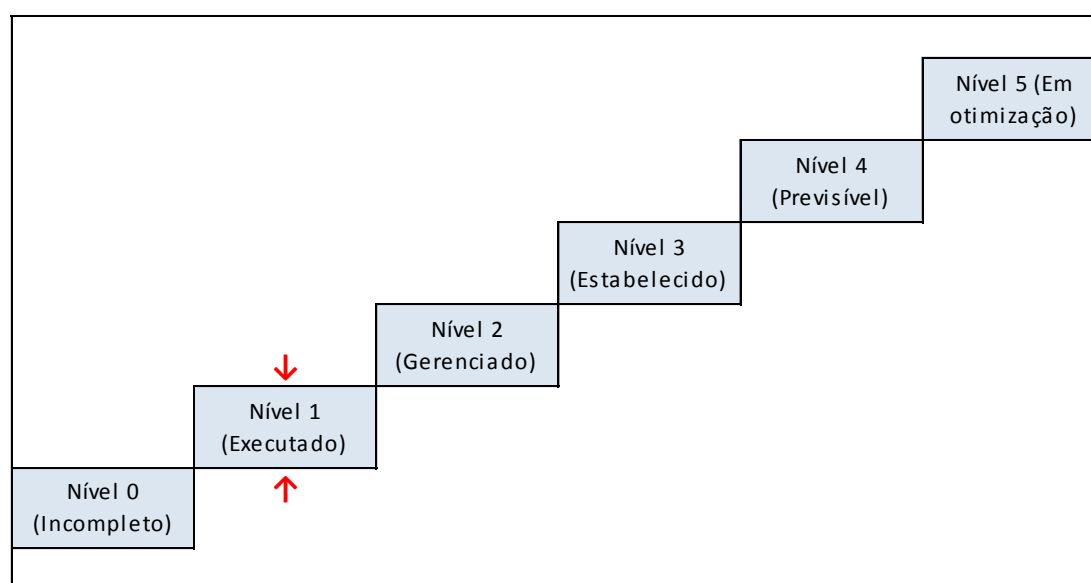 Nível 5 (Em
otimização)
Nível 4
(Previsível)
Nível 3
(Estabelecido)
Nível 2
(Gerenciado)
Nível 1
(Executado)
Nível 0
(Incompleto)